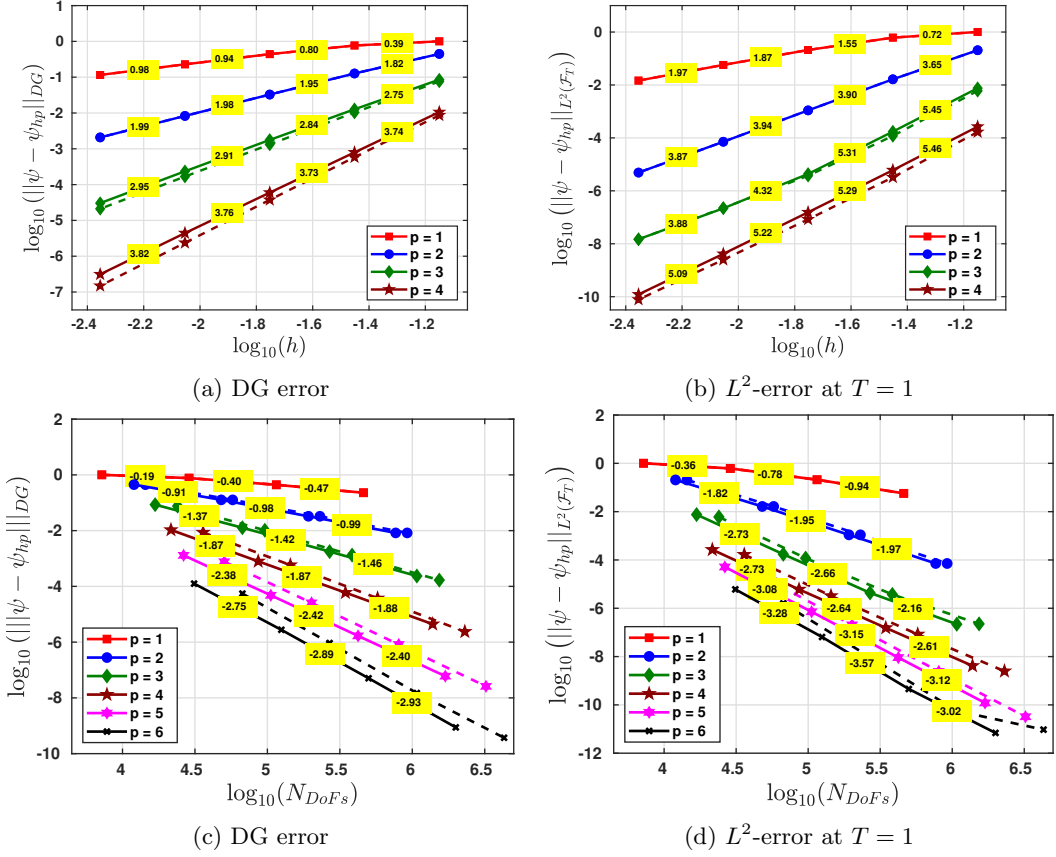 log10 (||ψ − ψhp||DG)
1
0
-1
-2
-3
-4
-5
-6
-7
0.98
0.94
0.80
0.39
1.99
1.98
1.95
1.82
2.95
2.91
2.84
2.75
3.82
3.76
3.73
3.74
p = 1
p = 2
p = 3
p = 4
-2.4 -2.2 -2 -1.8 -1.6 -1.4 -1.2
log10(h)
(a) DG error
log10 (||ψ − ψhp||L2(FT))
0
-2
-4
-6
-8
-10
1.97
1.87
1.55
0.72
3.87
3.94
3.90
3.65
3.88
4.32
5.31
5.45
5.09
5.22
5.29
5.46
p = 1
p = 2
p = 3
p = 4
-2.4 -2.2 -2 -1.8 -1.6 -1.4 -1.2
log10(h)
(b) L2-error at T = 1
log10 (|||ψ − ψhp|||DG)
2
0
-2
-4
-6
-8
-10
-0.19
-0.40
-0.47
-0.91
-0.98
-0.99
-1.37
-1.42
-1.46
-1.87
-1.87
-1.88
-2.38
-2.42
-2.40
-2.75
-2.89
-2.93
p = 1
p = 2
p = 3
p = 4
p = 5
p = 6
4 4.5 5 5.5 6 6.5
log10(NDoFs)
(c) DG error
log10 (||ψ − ψhp||L2(FT))
2
0
-2
-4
-6
-8
-10
-12
-0.36
-0.78
-0.94
-1.82
-1.95
-1.97
-2.73
-2.66
-2.16
-2.73
-2.64
-2.61
-3.08
-3.15
-3.12
-3.28
-3.57
-3.02
p = 1
p = 2
p = 3
p = 4
p = 5
p = 6
4 4.5 5 5.5 6 6.5
log10(NDoFs)
(d) L2-error at T = 1